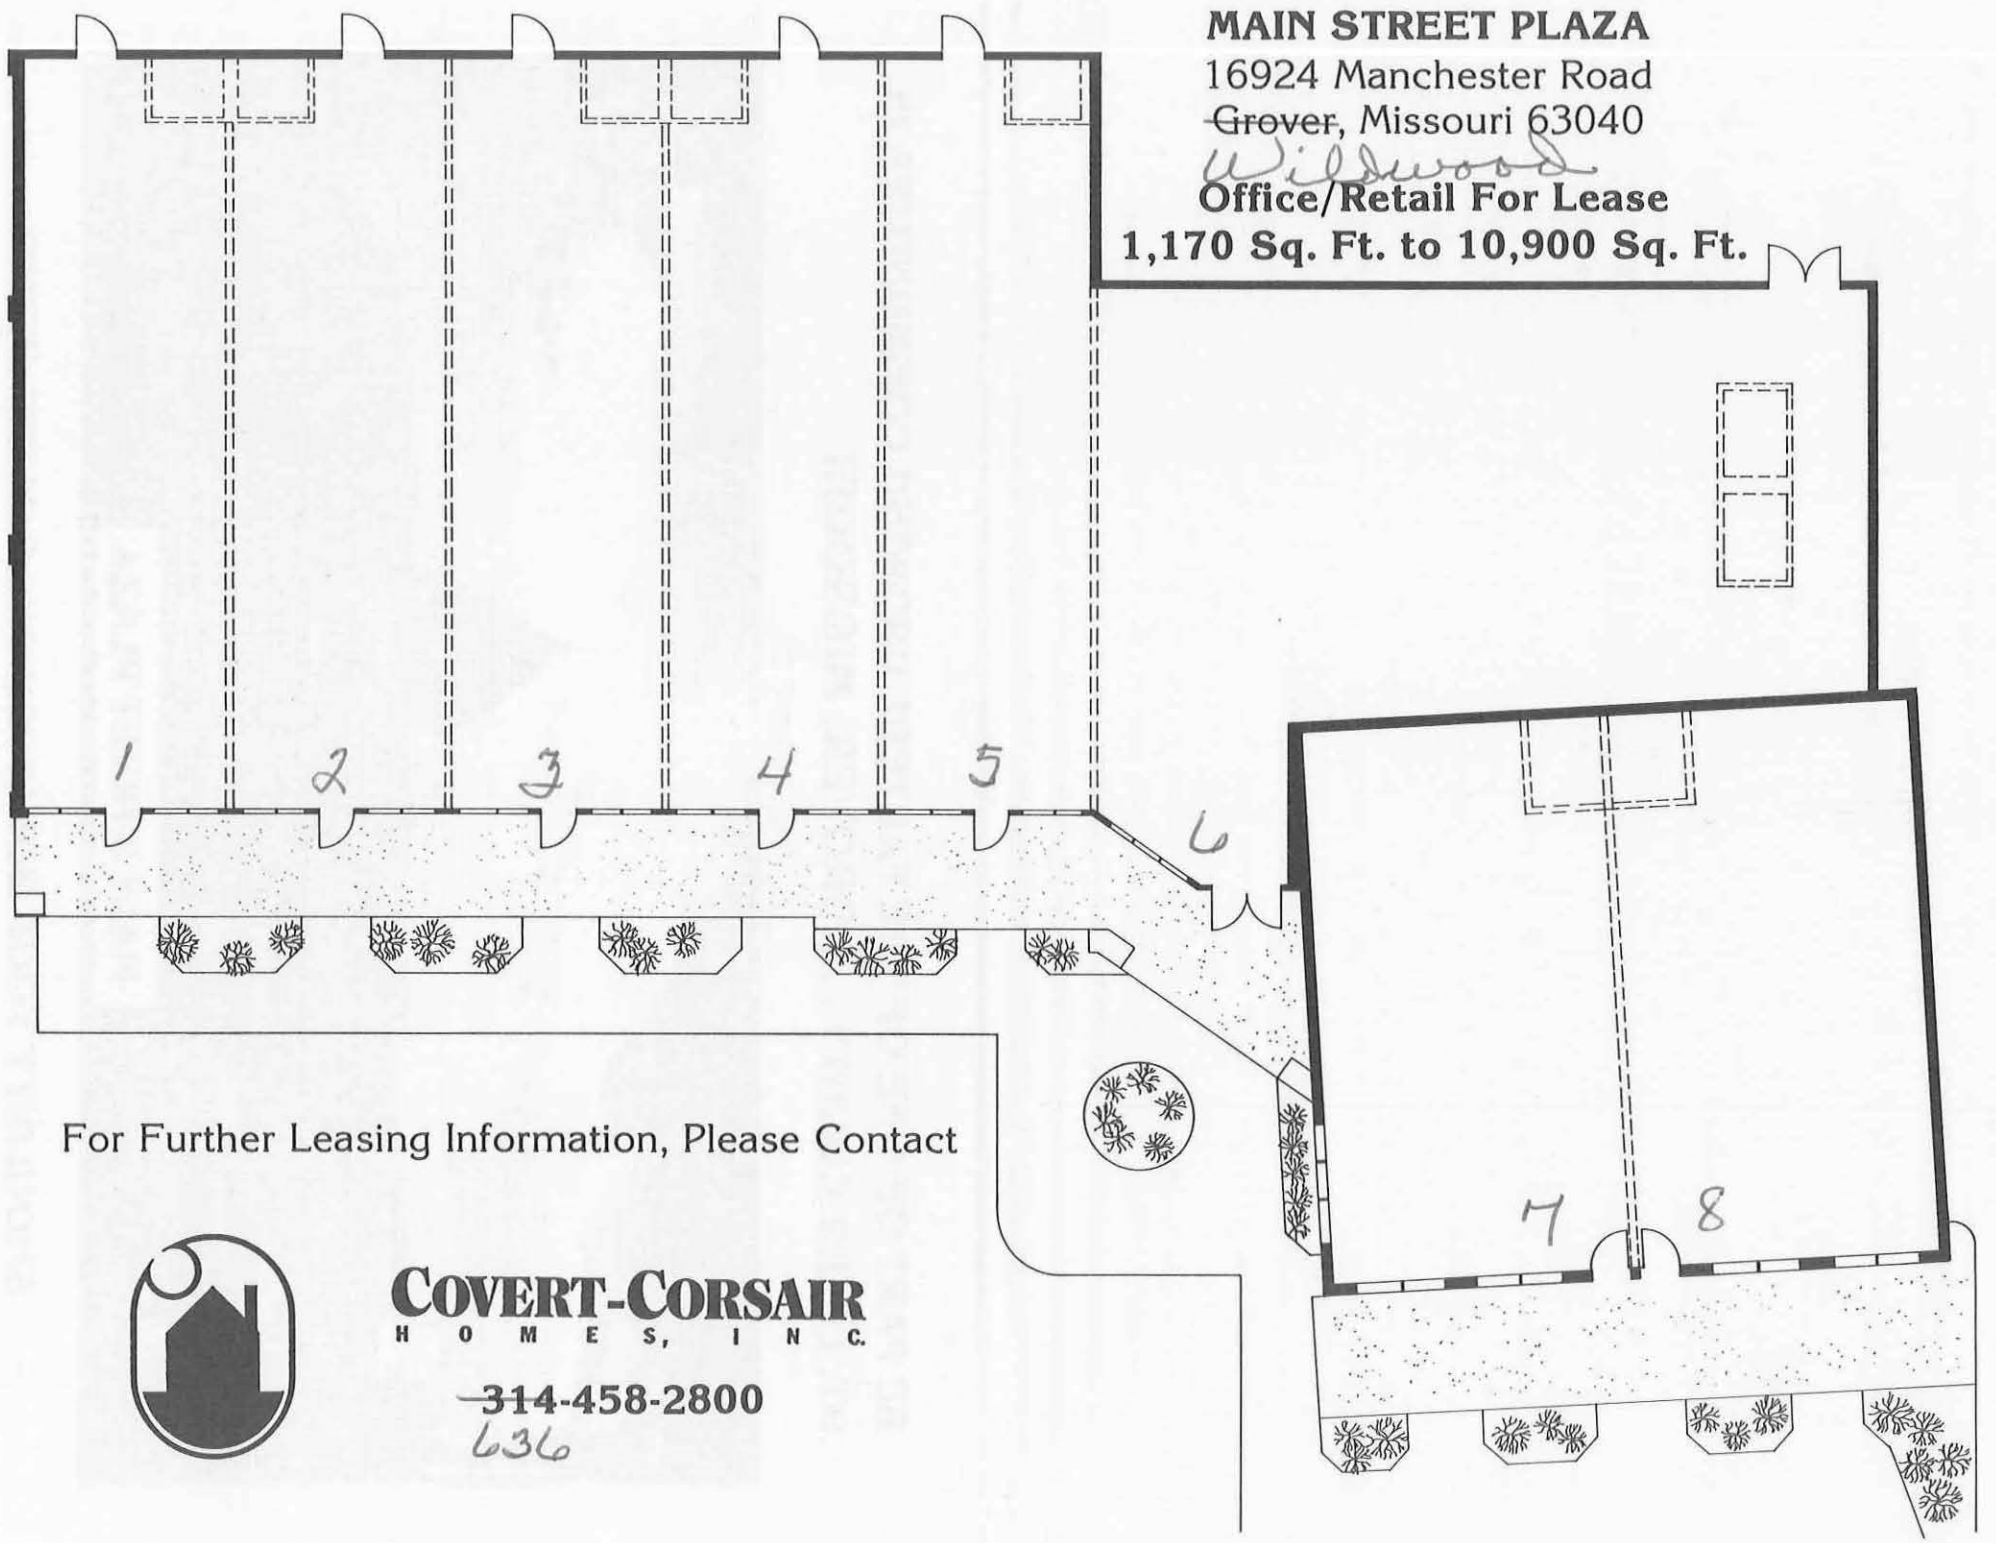 MAIN STREET PLAZA
16924 Manchester Road
Grover, Missouri 63040
Wildwood
Office/Retail For Lease
1,170 Sq. Ft. to 10,900 Sq. Ft.
1
2
3
4
5
6
7
8
For Further Leasing Information, Please Contact
COVERT-CORSAIR
HOMES, INC.
314-458-2800
636